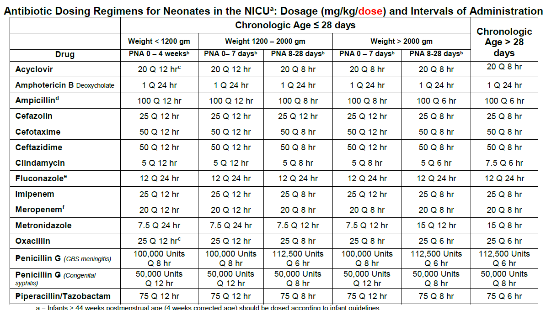 Antibiotic Dosing Regimens for Neonates in the NICUª: Dosage (mg/kg/dose) and Intervals of Administration
Chronologic Age ≤ 28 days
Chronologic Age > 28 days
Weight < 1200 gm Weight 1200 – 2000 gm Weight > 2000 gm
Drug PNA 0 – 4 weeksᵇ PNA 0– 7 daysᵇ PNA 8-28 daysᵇ PNA 0 – 7 daysᵇ PNA 8-28 daysᵇ
Acyclovir 20 Q 12 hrᶜ 20 Q 12 hr 20 Q 8 hr 20 Q 8 hr 20 Q 8 hr 20 Q 8 hr
Amphotericin B Deoxycholate 1 Q 24 hr 1 Q 24 hr 1 Q 24 hr 1 Q 24 hr 1 Q 24 hr 1 Q 24 hr
Ampicillinᵈ 100 Q 12 hr 100 Q 12 hr 100 Q 8 hr 100 Q 8 hr 100 Q 6 hr 100 Q 6 hr
Cefazolin 25 Q 12 hr 25 Q 12 hr 25 Q 12 hr 25 Q 12 hr 25 Q 8 hr 25 Q 8 hr
Cefotaxime 50 Q 12 hr 50 Q 12 hr 50 Q 8 hr 50 Q 12 hr 50 Q 8 hr 50 Q 8 hr
Ceftazidime 50 Q 12 hr 50 Q 12 hr 50 Q 8 hr 50 Q 12 hr 50 Q 8 hr 50 Q 8 hr
Clindamycin 5 Q 12 hr 5 Q 12 hr 5 Q 8 hr 5 Q 8 hr 5 Q 6 hr 7.5 Q 6 hr
Fluconazoleᵉ 12 Q 24 hr 12 Q 24 hr 12 Q 24 hr 12 Q 24 hr 12 Q 24 hr 12 Q 24 hr
Imipenem 25 Q 12 hr 25 Q 12 hr 25 Q 8 hr 25 Q 12 hr 25 Q 8 hr 25 Q 6 hr
Meropenemᶠ 20 Q 12 hr 20 Q 12 hr 20 Q 8 hr 20 Q 8 hr 20 Q 8 hr 20 Q 8 hr
Metronidazole 7.5 Q 24 hr 7.5 Q 24 hr 7.5 Q 12 hr 7.5 Q 12 hr 15 Q 12 hr 15 Q 8 hr
Oxacillin 25 Q 12 hrᶜ 25 Q 12 hr 25 Q 8 hr 25 Q 8 hr 25 Q 6 hr 25 Q 6 hr
Penicillin G (GBS meningitis) 100,000 Units Q 8 hr 100,000 Units Q 8 hr 112,500 Units Q 6 hr 100,000 Units Q 8 hr 112,500 Units Q 6 hr 112,500 Units Q 6 hr
Penicillin G (Congenital syphilis) 50,000 Units Q 12 hr 50,000 Units Q 12 hr 50,000 Units Q 8 hr 50,000 Units Q 12 hr 50,000 Units Q 8 hr 50,000 Units Q 6 hr
Piperacillin/Tazobactam 75 Q 12 hr 75 Q 12 hr 75 Q 8 hr 75 Q 12 hr 75 Q 8 hr 75 Q 6 hr
a – Infants ≥ 44 weeks postmenstrual age (4 weeks corrected age) should be dosed according to infant guidelines